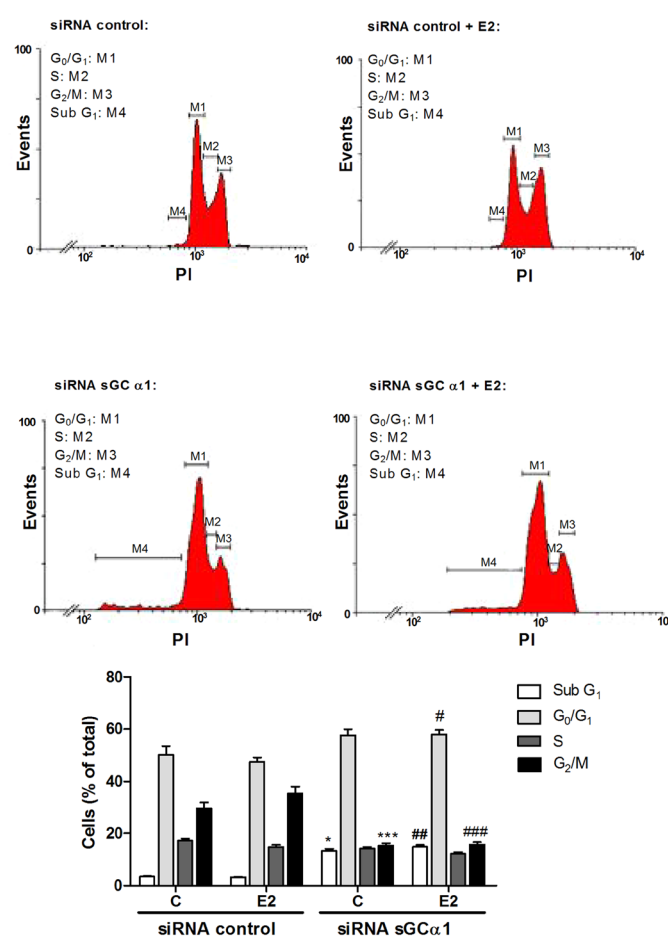 siRNA control:
G0/G1: M1
S: M2
G2/M: M3
Sub G1: M4
100
Events
0
M1
M2
M3
M4
10²
10³
10⁴
PI
siRNA control + E2:
G0/G1: M1
S: M2
G2/M: M3
Sub G1: M4
100
Events
0
M1
M2
M3
M4
10²
10³
10⁴
PI
siRNA sGC α1:
G0/G1: M1
S: M2
G2/M: M3
Sub G1: M4
100
Events
0
M1
M2
M3
M4
10²
10³
10⁴
PI
siRNA sGC α1 + E2:
G0/G1: M1
S: M2
G2/M: M3
Sub G1: M4
100
Events
0
M1
M2
M3
M4
10²
10³
10
PI
Cells (% of total)
80
60
40
20
0
* *** ## # ###
C E2 C E2
siRNA control siRNA sGCα1
Sub G1
G0/G1
S
G2/M